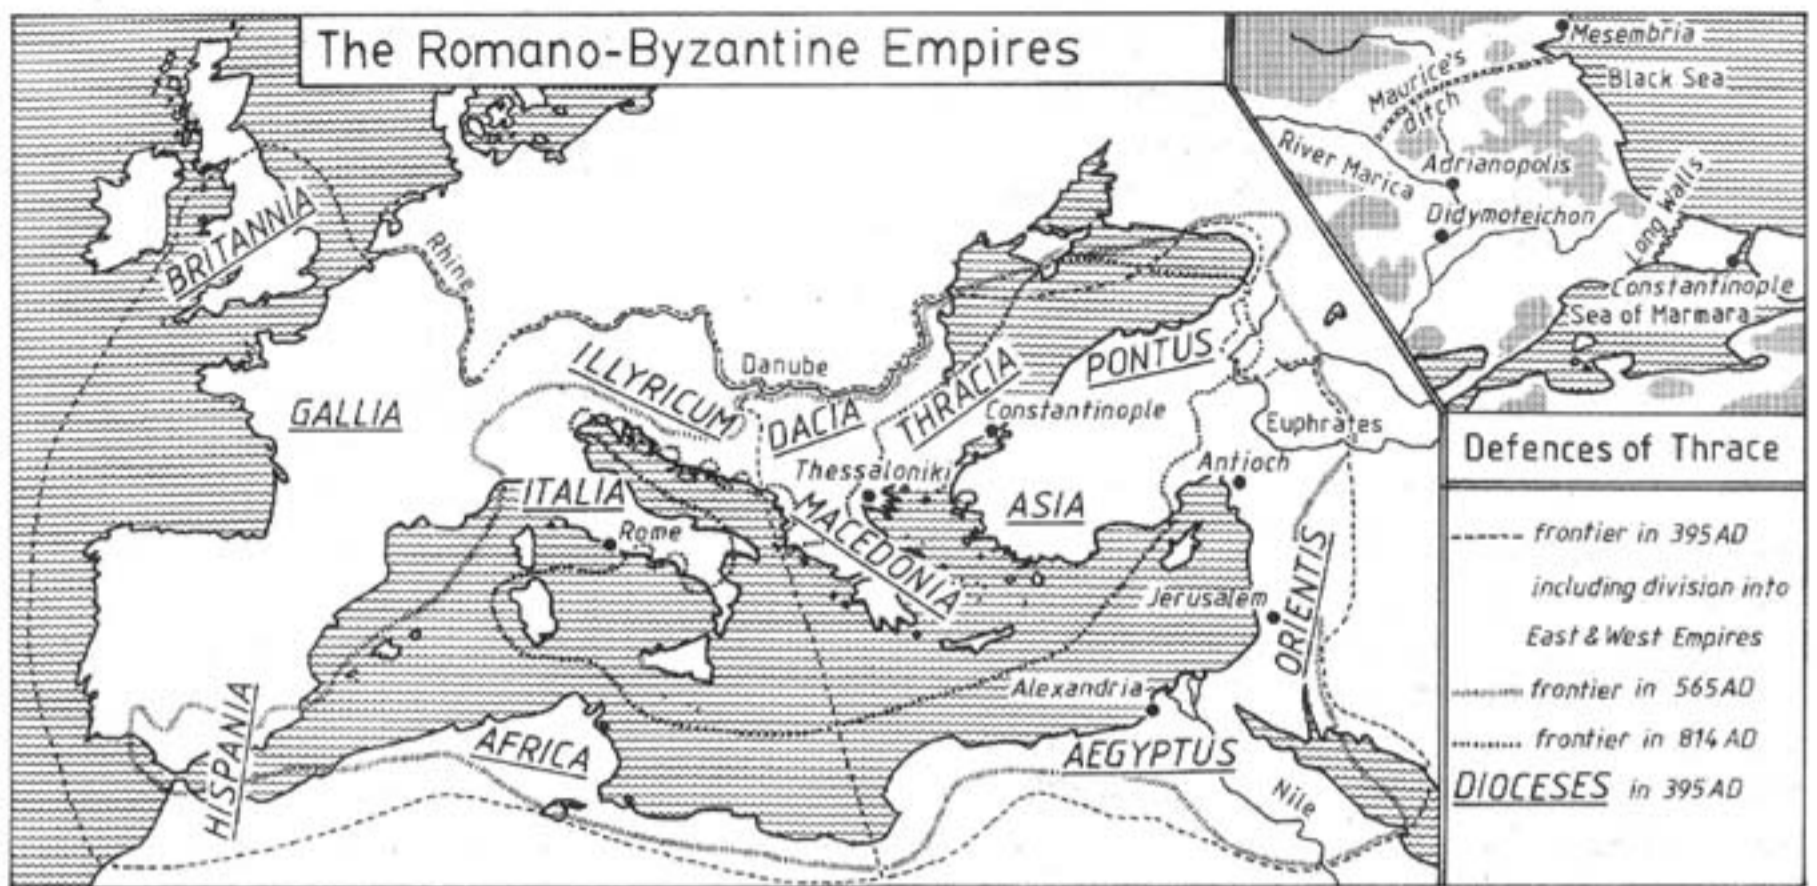 The Romano-Byzantine Empires
Mesembria
Black Sea
Maurice's
ditch
River Marica
Adrianopolis
Didymoteichon
Long Walls
Constantinople
Sea of Marmara
BRITANNIA
Rhine
GALLIA
ILLYRICUM
Danube
DACIA
THRACIA
PONTUS
Constantinople
Euphrates
Thessaloniki
Antioch
ITALIA
MACEDONIA
ASIA
Rome
Jerusalem
ORIENTIS
Alexandria
HISPANIA
AFRICA
AEGYPTUS
Nile
Defences of Thrace
frontier in 395 AD
including division into
East & West Empires
frontier in 565 AD
frontier in 814 AD
DIOCESES in 395 AD